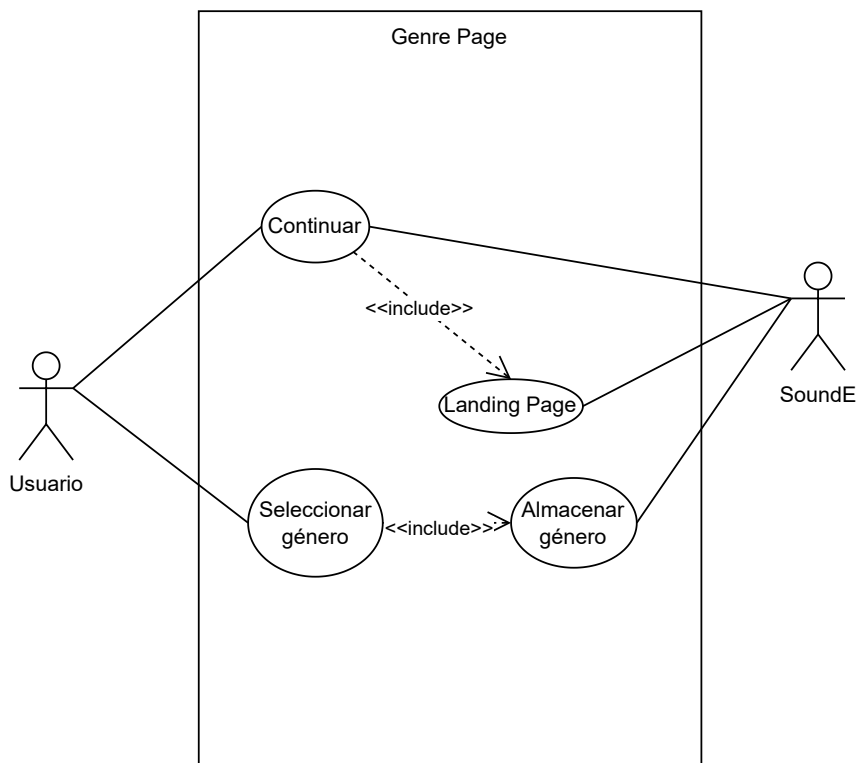 Genre Page
Continuar
<<include>>
SoundE
Landing Page
Usuario
Seleccionar
género
<<include>>
Almacenar
género